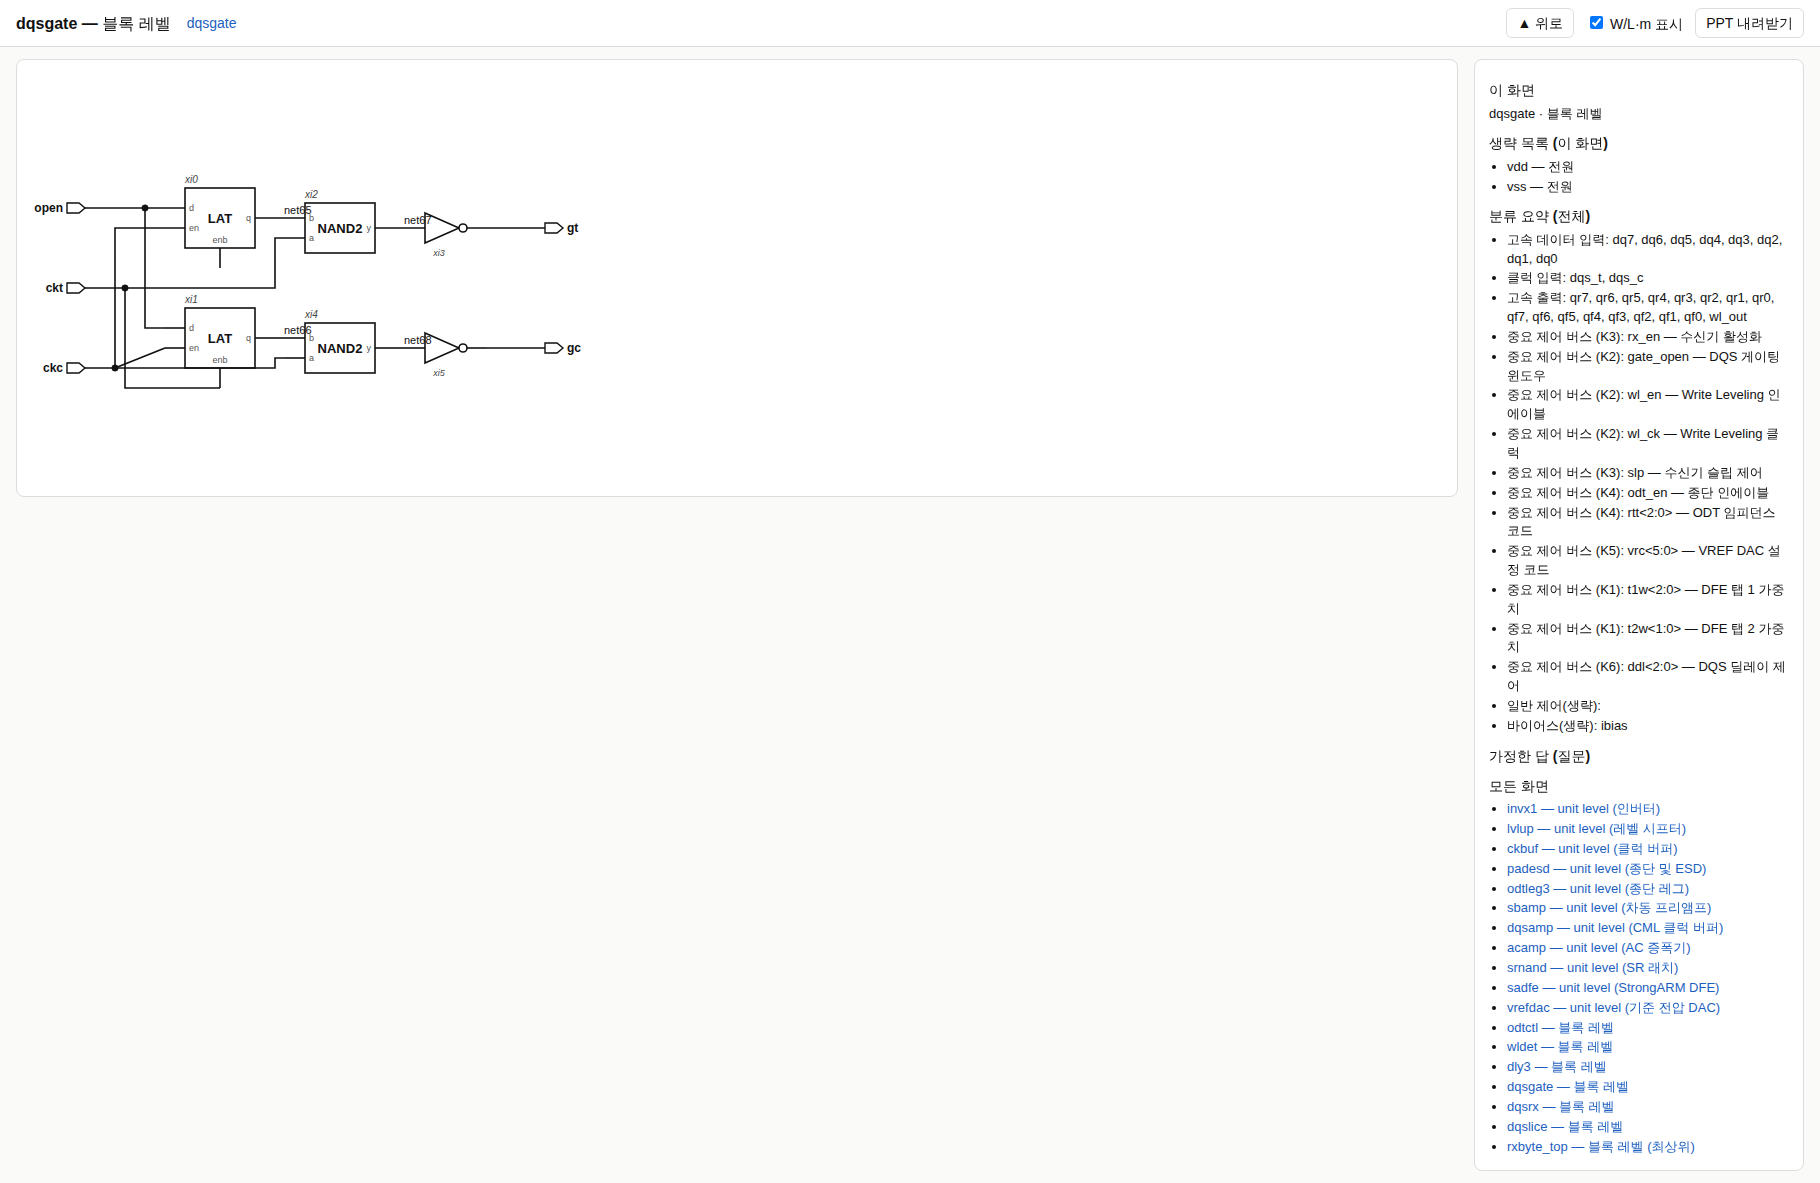 dqsgate — 블록 레벨 dqsgate ▲ 위로 W/L·m 표시 PPT 내려받기
xi0
xi2
open
d
LAT
q
en
enb
net65
b
NAND2
y
a
net67
xi3
gt
ckt
xi1
xi4
d
LAT
q
en
enb
net66
b
NAND2
y
a
net68
xi5
gc
ckc
이 화면
dqsgate · 블록 레벨
생략 목록 (이 화면)
• vdd — 전원
• vss — 전원
분류 요약 (전체)
• 고속 데이터 입력: dq7, dq6, dq5, dq4, dq3, dq2,
dq1, dq0
• 클럭 입력: dqs_t, dqs_c
• 고속 출력: qr7, qr6, qr5, qr4, qr3, qr2, qr1, qr0,
qf7, qf6, qf5, qf4, qf3, qf2, qf1, qf0, wl_out
• 중요 제어 버스 (K3): rx_en — 수신기 활성화
• 중요 제어 버스 (K2): gate_open — DQS 게이팅
윈도우
• 중요 제어 버스 (K2): wl_en — Write Leveling 인
에이블
• 중요 제어 버스 (K2): wl_ck — Write Leveling 클
럭
• 중요 제어 버스 (K3): slp — 수신기 슬립 제어
• 중요 제어 버스 (K4): odt_en — 종단 인에이블
• 중요 제어 버스 (K4): rtt<2:0> — ODT 임피던스
코드
• 중요 제어 버스 (K5): vrc<5:0> — VREF DAC 설
정 코드
• 중요 제어 버스 (K1): t1w<2:0> — DFE 탭 1 가중
치
• 중요 제어 버스 (K1): t2w<1:0> — DFE 탭 2 가중
치
• 중요 제어 버스 (K6): ddl<2:0> — DQS 딜레이 제
어
• 일반 제어(생략):
• 바이어스(생략): ibias
가정한 답 (질문)
모든 화면
• invx1 — unit level (인버터)
• lvlup — unit level (레벨 시프터)
• ckbuf — unit level (클럭 버퍼)
• padesd — unit level (종단 및 ESD)
• odtleg3 — unit level (종단 레그)
• sbamp — unit level (차동 프리앰프)
• dqsamp — unit level (CML 클럭 버퍼)
• acamp — unit level (AC 증폭기)
• srnand — unit level (SR 래치)
• sadfe — unit level (StrongARM DFE)
• vrefdac — unit level (기준 전압 DAC)
• odtctl — 블록 레벨
• wldet — 블록 레벨
• dly3 — 블록 레벨
• dqsgate — 블록 레벨
• dqsrx — 블록 레벨
• dqslice — 블록 레벨
• rxbyte_top — 블록 레벨 (최상위)